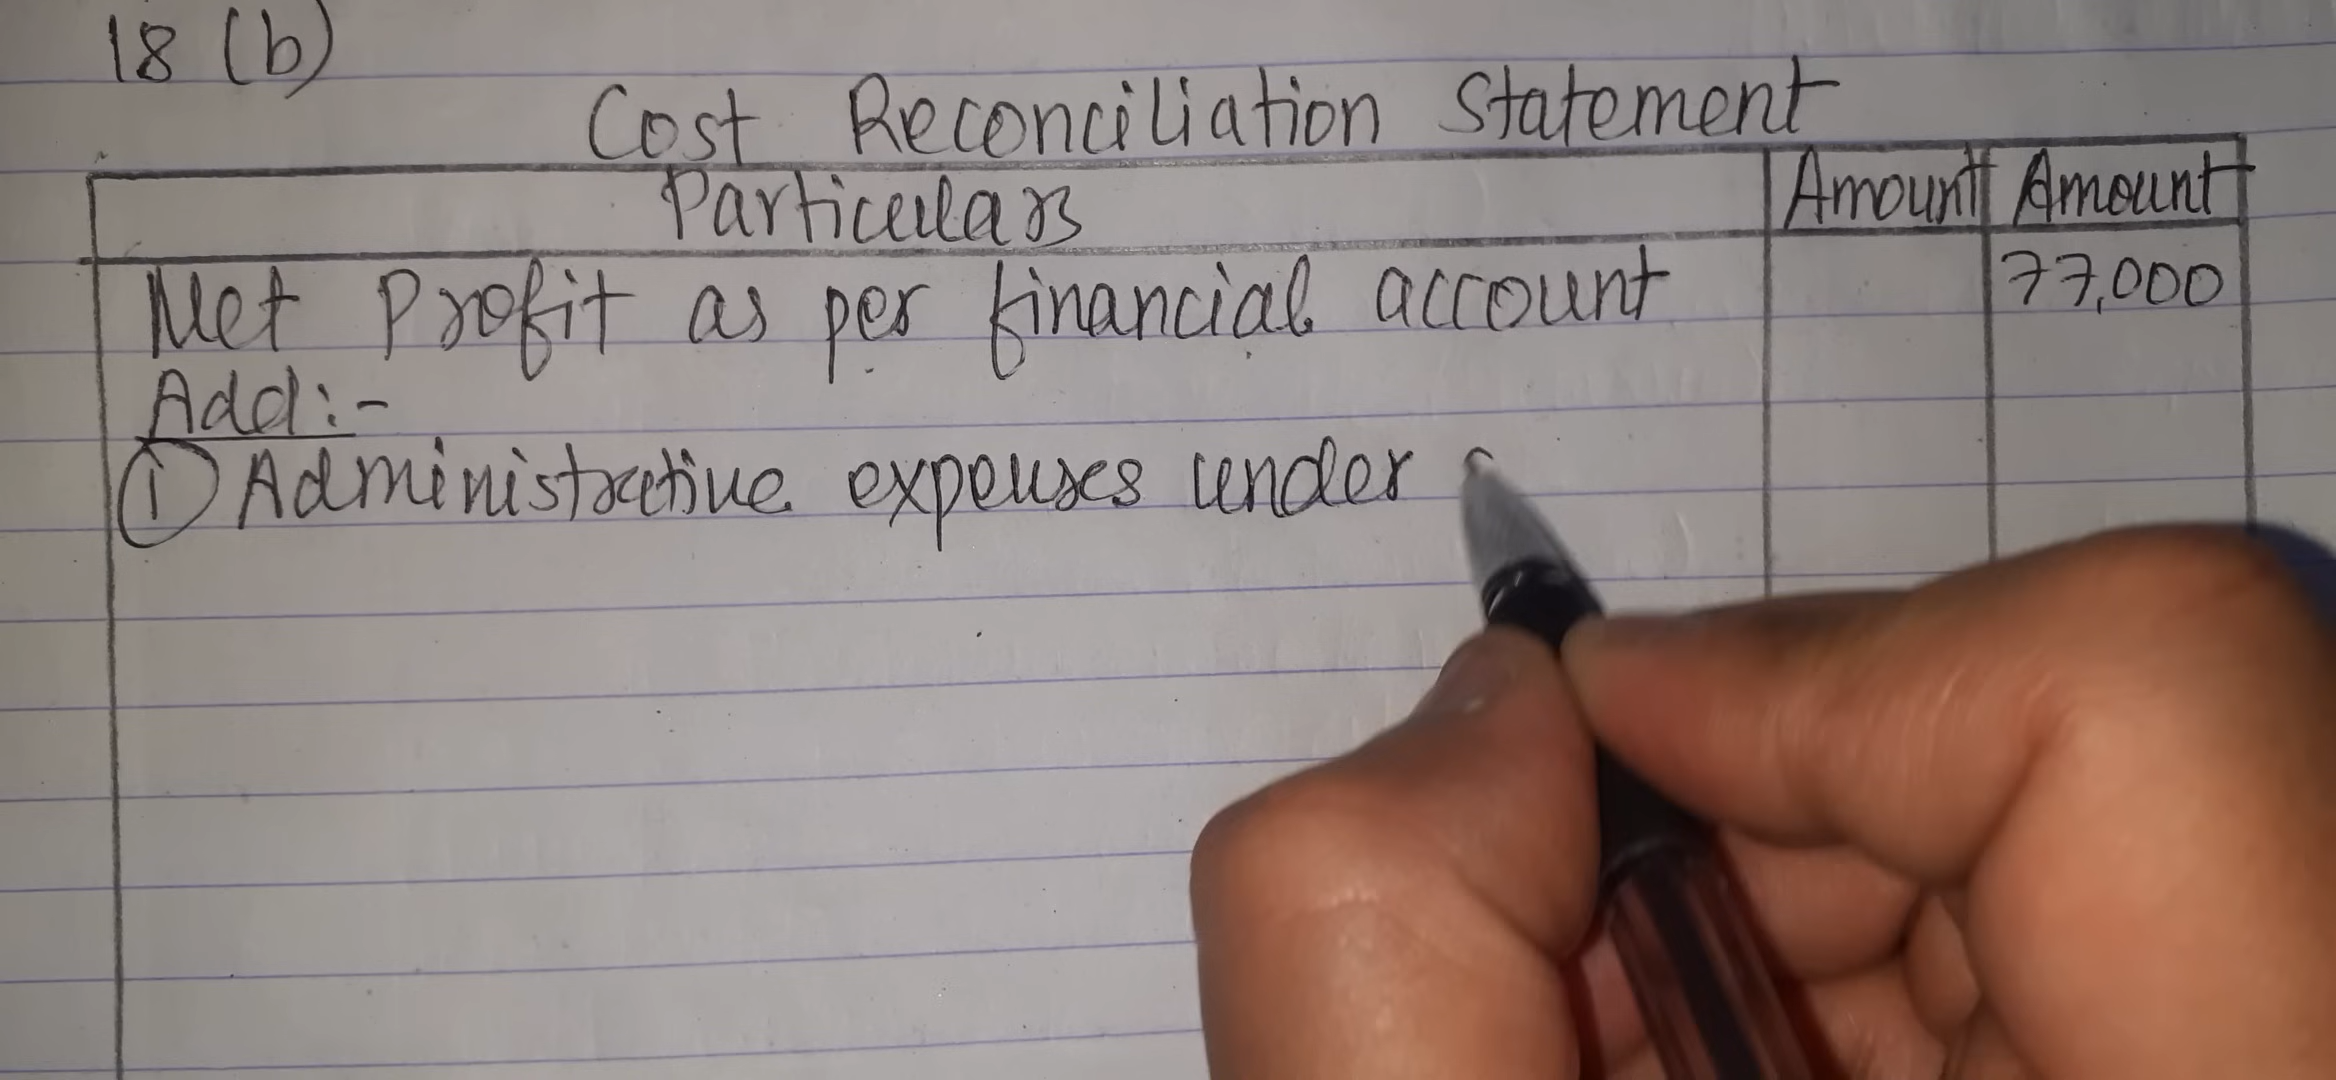 18 (b)
Cost Reconciliation Statement
Particulars Amount Amount
Net Profit as per financial account 77,000
Add:-
① Administrative expenses under